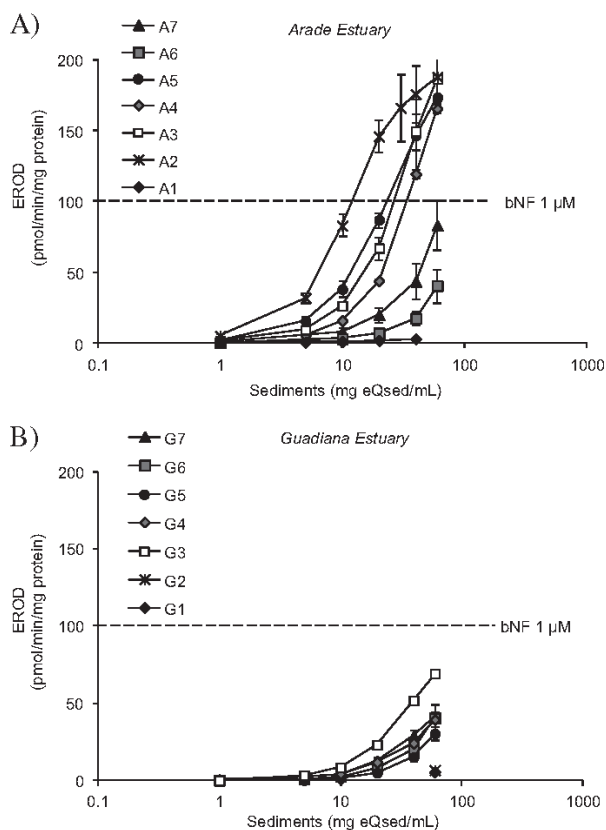 A)
Arade Estuary
A7
A6
A5
A4
A3
A2
A1
EROD
(pmol/min/mg protein)
200
150
100
50
0
bNF 1 µM
0.1 1 10 100 1000
Sediments (mg eQsed/mL)
B)
Guadiana Estuary
G7
G6
G5
G4
G3
G2
G1
EROD
(pmol/min/mg protein)
200
150
100
50
0
bNF 1 µM
0.1 1 10 100 1000
Sediments (mg eQsed/mL)